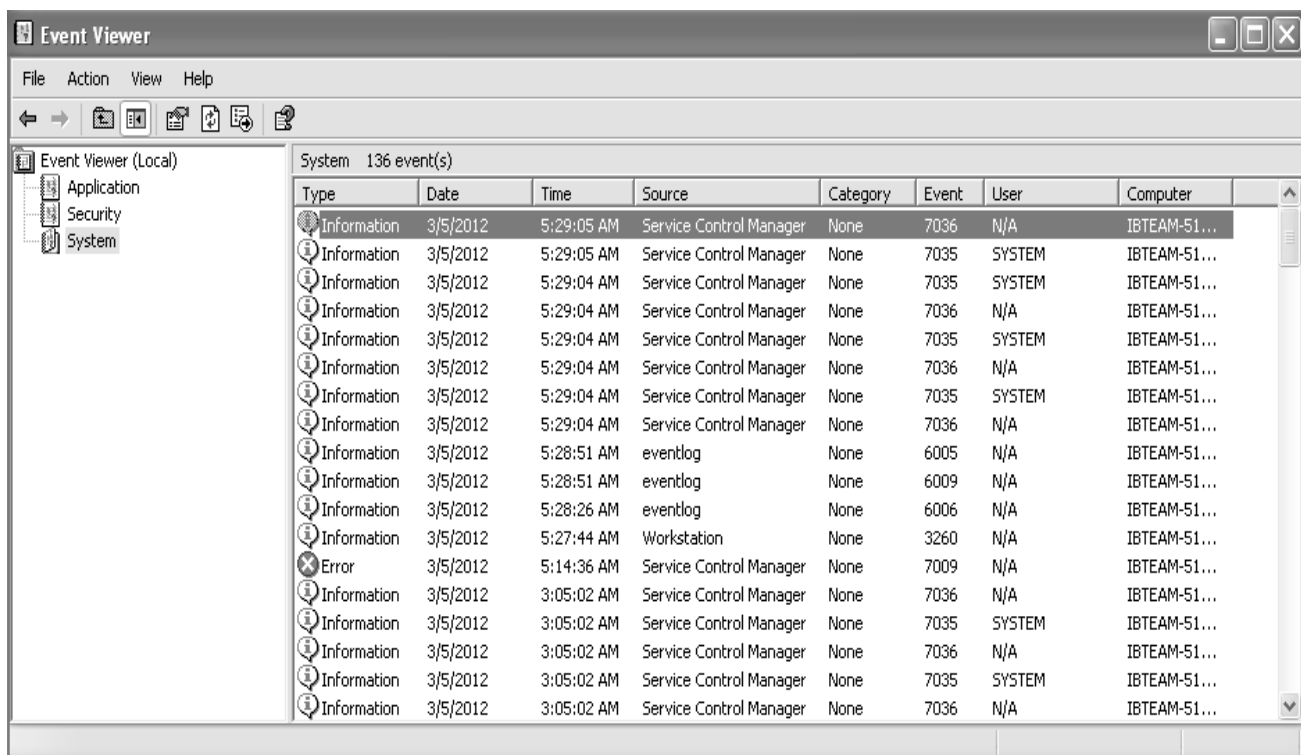 Event Viewer
File Action View Help
Event Viewer (Local)
Application
Security
System
System 136 event(s)
Type Date Time Source Category Event User Computer
Information 3/5/2012 5:29:05 AM Service Control Manager None 7036 N/A IBTEAM-51...
Information 3/5/2012 5:29:05 AM Service Control Manager None 7035 SYSTEM IBTEAM-51...
Information 3/5/2012 5:29:04 AM Service Control Manager None 7035 SYSTEM IBTEAM-51...
Information 3/5/2012 5:29:04 AM Service Control Manager None 7036 N/A IBTEAM-51...
Information 3/5/2012 5:29:04 AM Service Control Manager None 7035 SYSTEM IBTEAM-51...
Information 3/5/2012 5:29:04 AM Service Control Manager None 7036 N/A IBTEAM-51...
Information 3/5/2012 5:29:04 AM Service Control Manager None 7035 SYSTEM IBTEAM-51...
Information 3/5/2012 5:29:04 AM Service Control Manager None 7036 N/A IBTEAM-51...
Information 3/5/2012 5:28:51 AM eventlog None 6005 N/A IBTEAM-51...
Information 3/5/2012 5:28:51 AM eventlog None 6009 N/A IBTEAM-51...
Information 3/5/2012 5:28:26 AM eventlog None 6006 N/A IBTEAM-51...
Information 3/5/2012 5:27:44 AM Workstation None 3260 N/A IBTEAM-51...
Error 3/5/2012 5:14:36 AM Service Control Manager None 7009 N/A IBTEAM-51...
Information 3/5/2012 3:05:02 AM Service Control Manager None 7036 N/A IBTEAM-51...
Information 3/5/2012 3:05:02 AM Service Control Manager None 7035 SYSTEM IBTEAM-51...
Information 3/5/2012 3:05:02 AM Service Control Manager None 7036 N/A IBTEAM-51...
Information 3/5/2012 3:05:02 AM Service Control Manager None 7035 SYSTEM IBTEAM-51...
Information 3/5/2012 3:05:02 AM Service Control Manager None 7036 N/A IBTEAM-51...